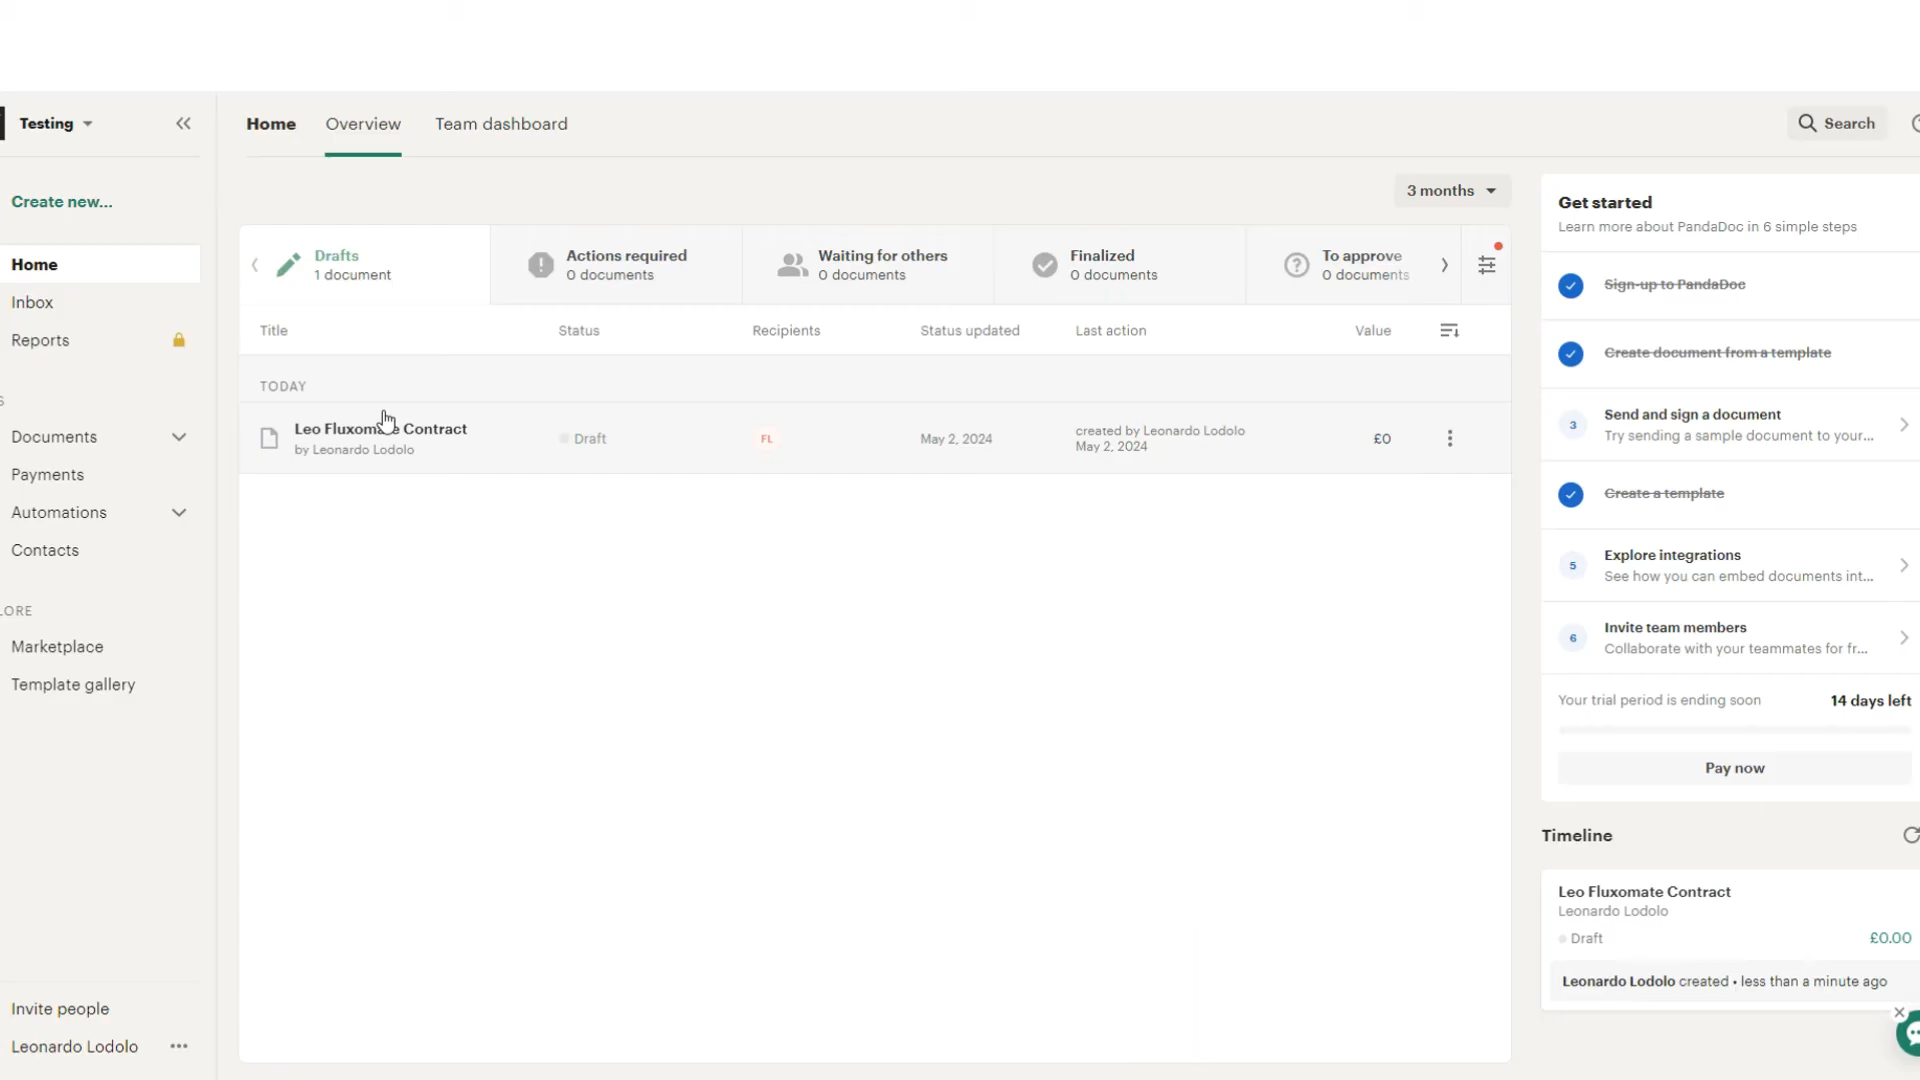 Testing
Home
Overview
Team dashboard
Search
Create new...
Home
Inbox
Reports
S
Documents
Payments
Automations
Contacts
LORE
Marketplace
Template gallery
Invite people
Leonardo Lodolo
3 months
Drafts
1 document
Actions required
0 documents
Waiting for others
0 documents
Finalized
0 documents
To approve
0 documents
Title
Status
Recipients
Status updated
Last action
Value
TODAY
Leo Fluxomate Contract
by Leonardo Lodolo
Draft
FL
May 2, 2024
created by Leonardo Lodolo
May 2, 2024
£0
Get started
Learn more about PandaDoc in 6 simple steps
Sign-up to PandaDoc
Create document from a template
3
Send and sign a document
Try sending a sample document to your...
Create a template
5
Explore integrations
See how you can embed documents int...
6
Invite team members
Collaborate with your teammates for fr...
Your trial period is ending soon
14 days left
Pay now
Timeline
Leo Fluxomate Contract
Leonardo Lodolo
Draft
£0.00
Leonardo Lodolo created • less than a minute ago